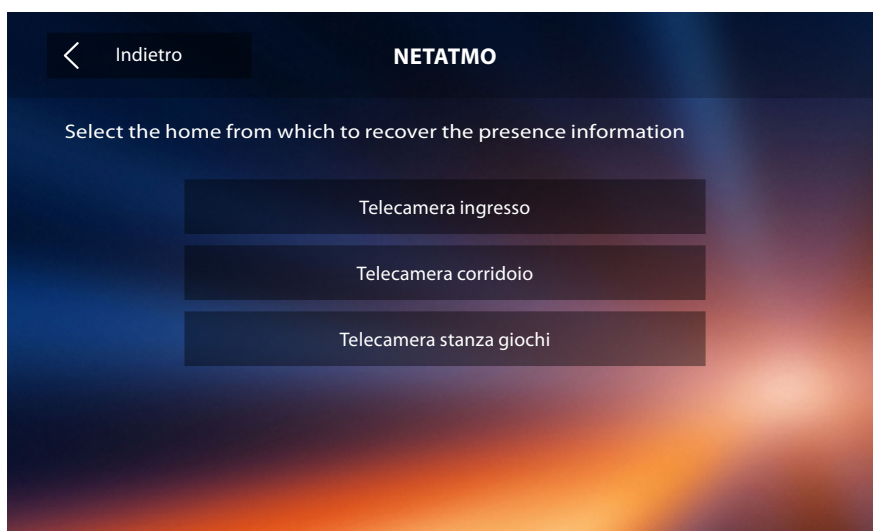 Indietro
NETATMO
Select the home from which to recover the presence information
Telecamera ingresso
Telecamera corridoio
Telecamera stanza giochi